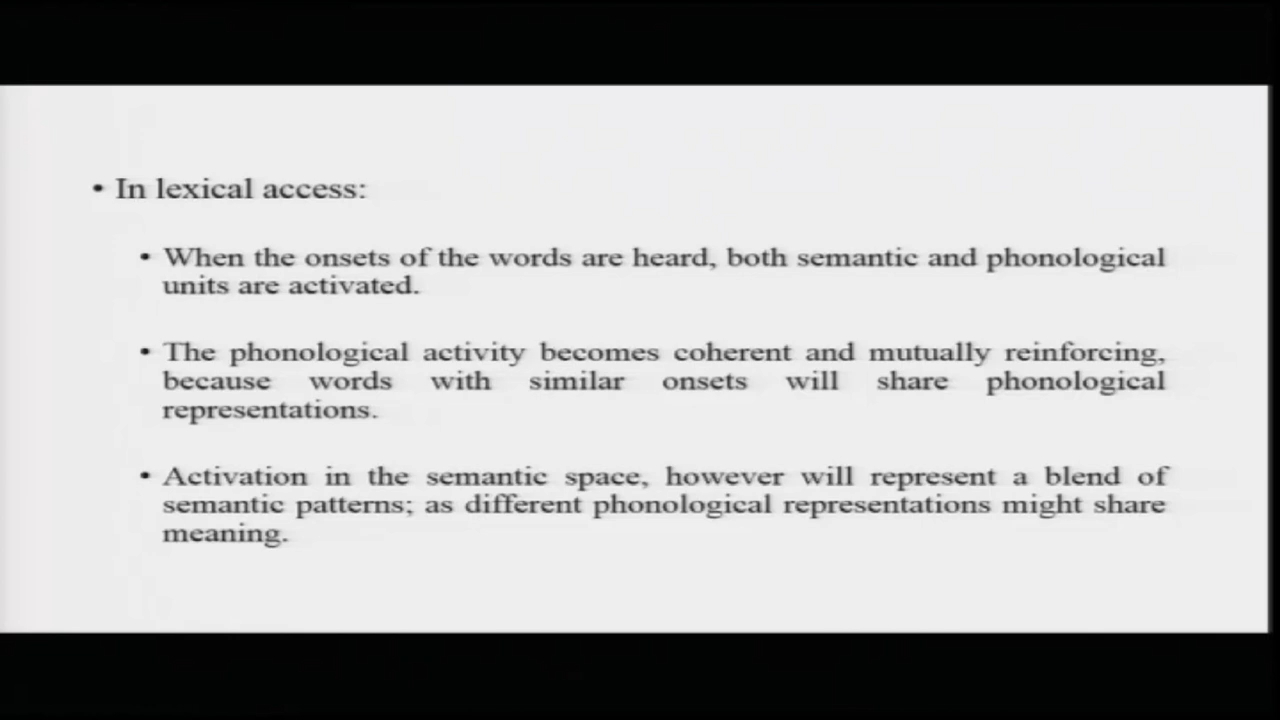 • In lexical access:
• When the onsets of the words are heard, both semantic and phonological
units are activated.
• The phonological activity becomes coherent and mutually reinforcing,
because words with similar onsets will share phonological
representations.
• Activation in the semantic space, however will represent a blend of
semantic patterns; as different phonological representations might share
meaning.